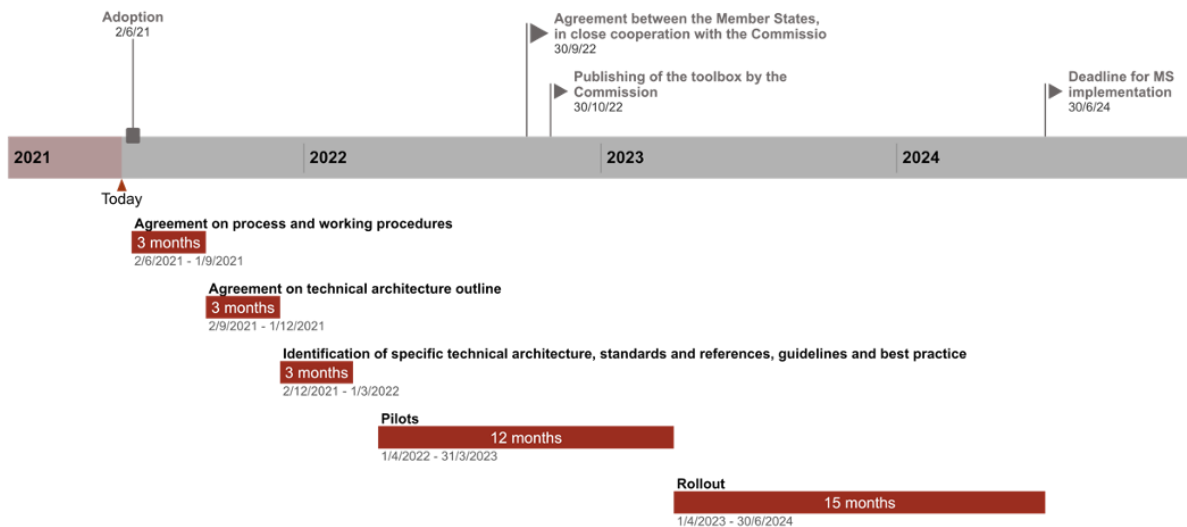 Adoption
2/6/21
Agreement between the Member States,
in close cooperation with the Commissio
30/9/22
Publishing of the toolbox by the
Commission
30/10/22
Deadline for MS
implementation
30/6/24
2021
2022
2023
2024
Today
Agreement on process and working procedures
3 months
2/6/2021 - 1/9/2021
Agreement on technical architecture outline
3 months
2/9/2021 - 1/12/2021
Identification of specific technical architecture, standards and references, guidelines and best practice
3 months
2/12/2021 - 1/3/2022
Pilots
12 months
1/4/2022 - 31/3/2023
Rollout
15 months
1/4/2023 - 30/6/2024